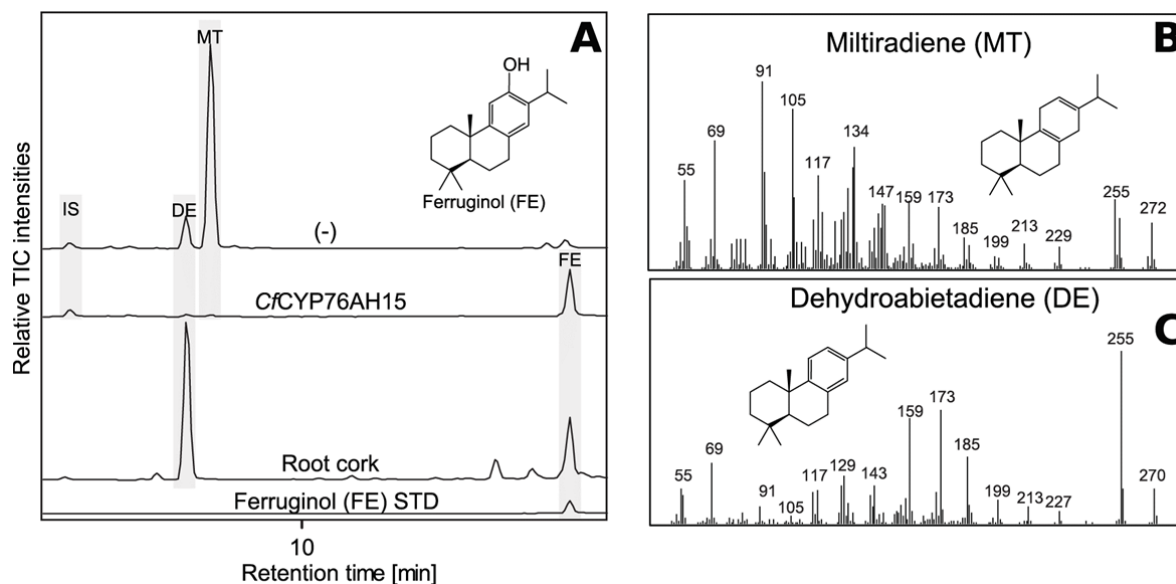 A
Relative TIC intensities
IS
DE
MT
(-)
OH
Ferruginol (FE)
CfCYP76AH15
FE
Root cork
Ferruginol (FE) STD
10
Retention time [min]
B
Miltiradiene (MT)
55
69
91
105
117
134
147
159
173
185
199
213
229
255
272
C
Dehydroabietadiene (DE)
55
69
91
105
117
129
143
159
173
185
199
213
227
255
270